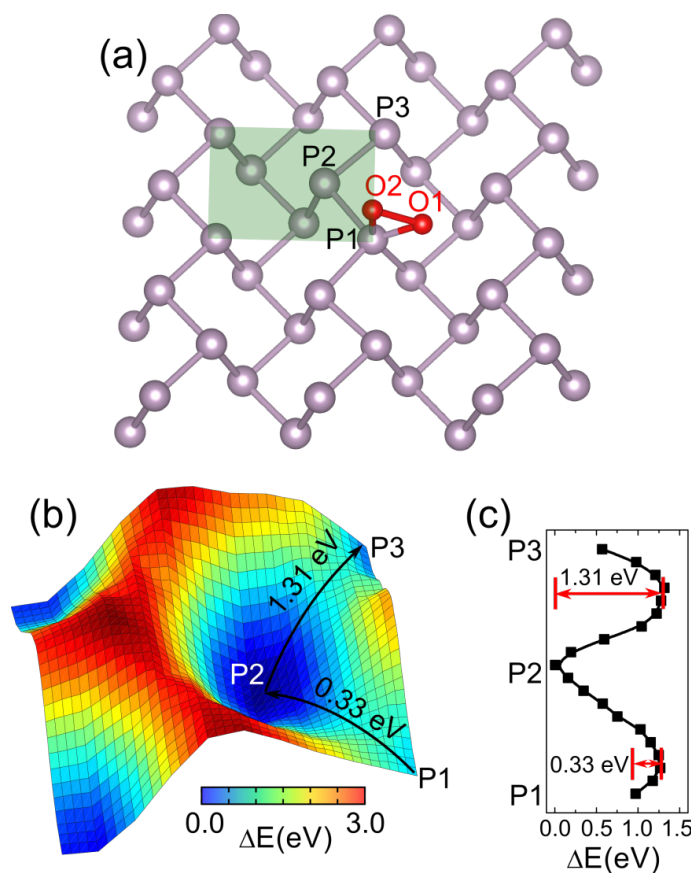 (a)
P3
P2
O2
O1
P1
(b)
(c)
P3
1.31 eV
P2
0.33 eV
P1
0.0
3.0
ΔE(eV)
P3
1.31 eV
P2
0.33 eV
P1
0.0 0.5 1.0 1.5
ΔE(eV)